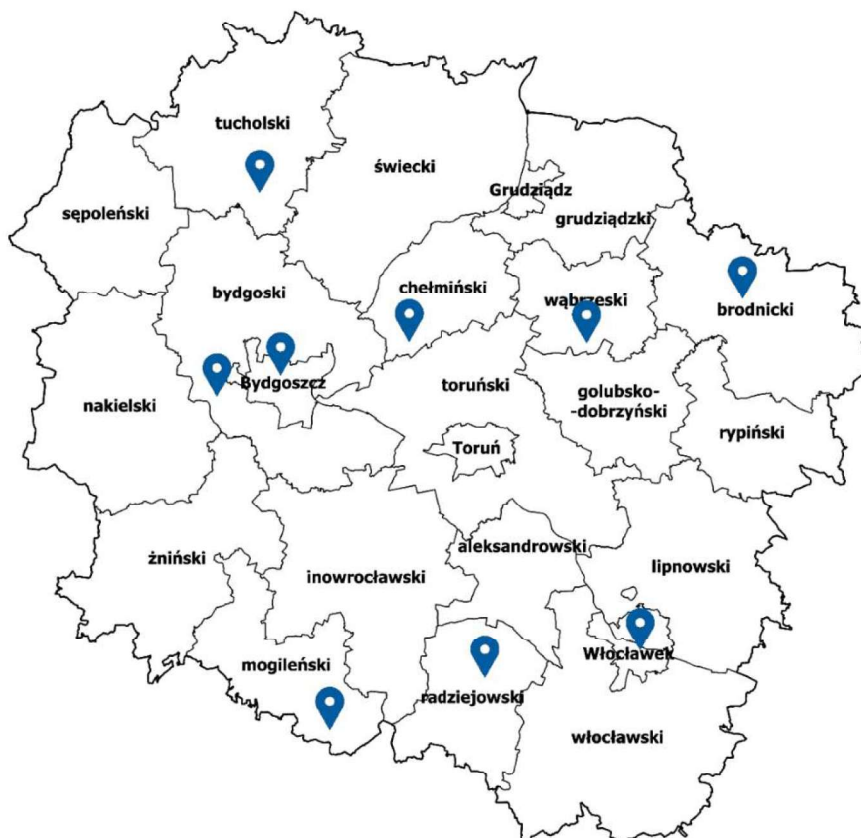 tucholski
świecki
Grudziądz
grudziądzki
sępoleński
bydgoski
chełmiński
wąbrzeski
brodnicki
Bydgoszcz
toruński
golubsko-
-dobrzyński
nakielski
rypiński
Toruń
aleksandrowski
żniński
inowrocławski
lipnowski
mogileński
Włocławek
radziejowski
włocławski